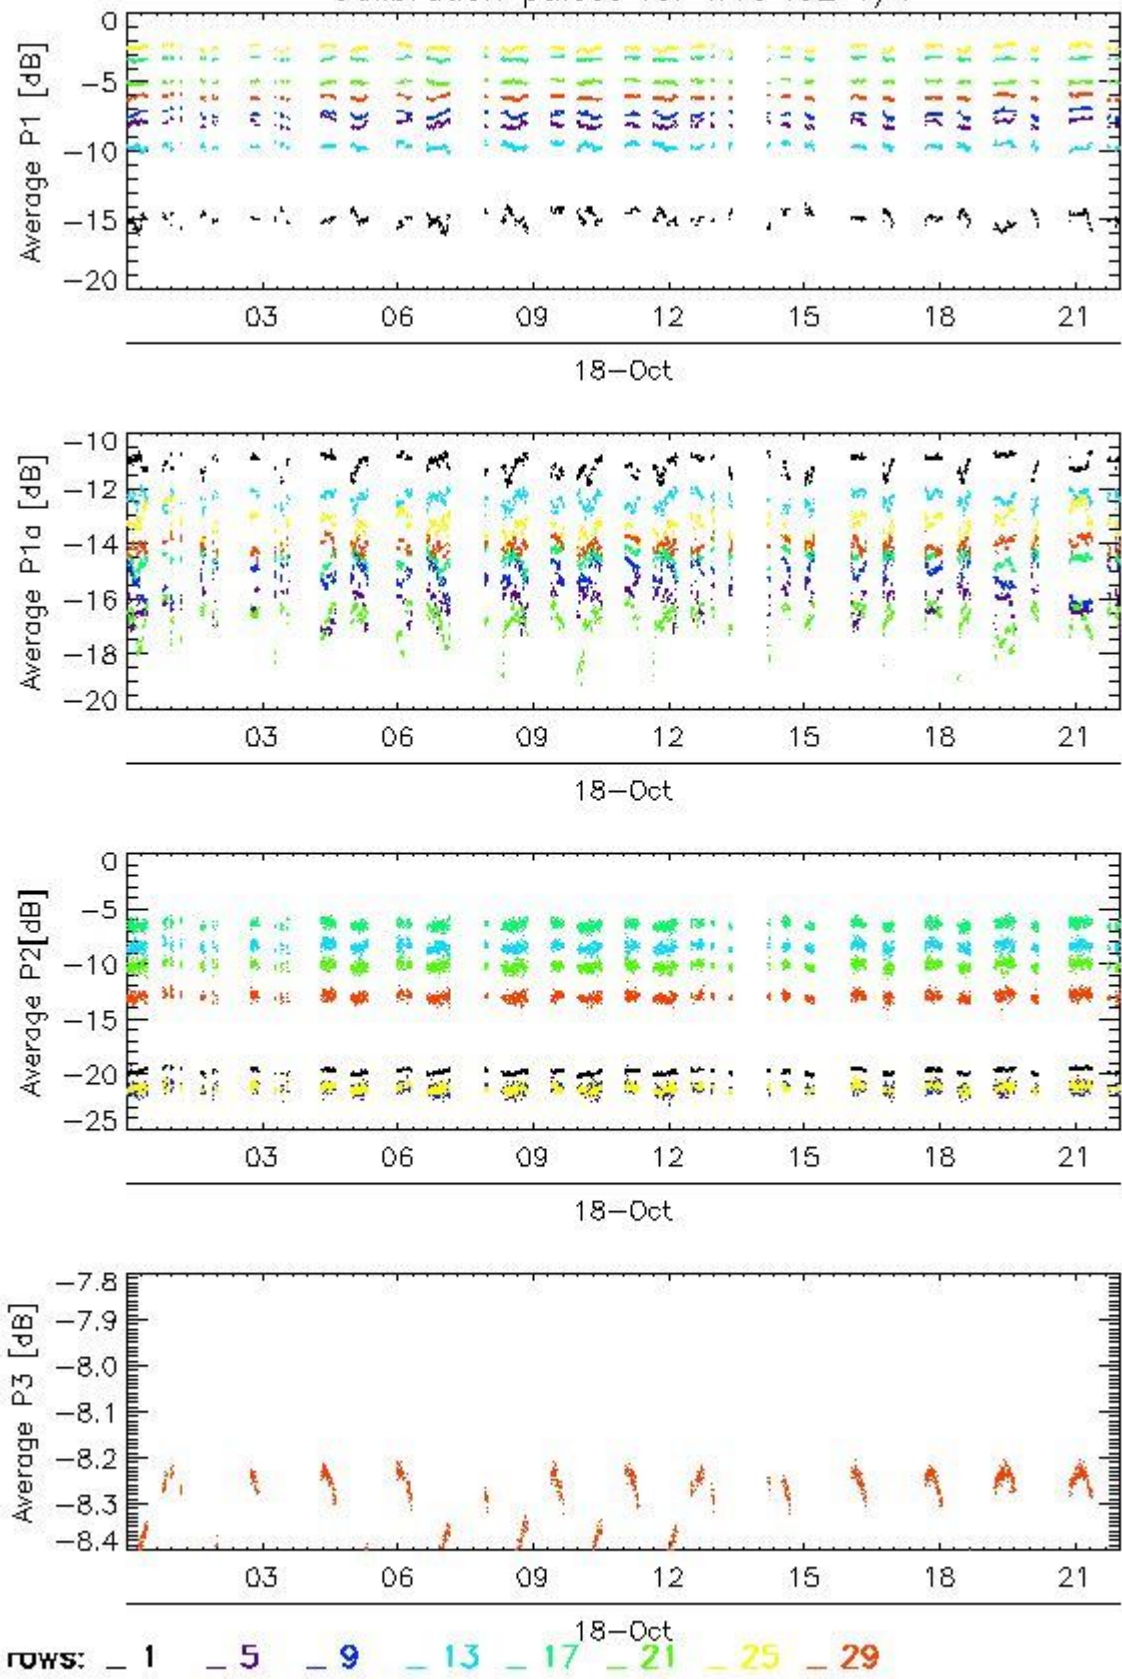 0
−5
−10
−15
−20
Average P1 [dB]
03 06 09 12 15 18 21
18−Oct
−10
−12
−14
−16
−18
−20
Average P1a [dB]
03 06 09 12 15 18 21
18−Oct
0
−5
−10
−15
−20
−25
Average P2[dB]
03 06 09 12 15 18 21
18−Oct
−7.8
−7.9
−8.0
−8.1
−8.2
−8.3
−8.4
Average P3 [dB]
03 06 09 12 15 18 21
18−Oct
rows: _ 1 _ 5 _ 9 _ 13 _ 17 _ 21 _ 25 _ 29